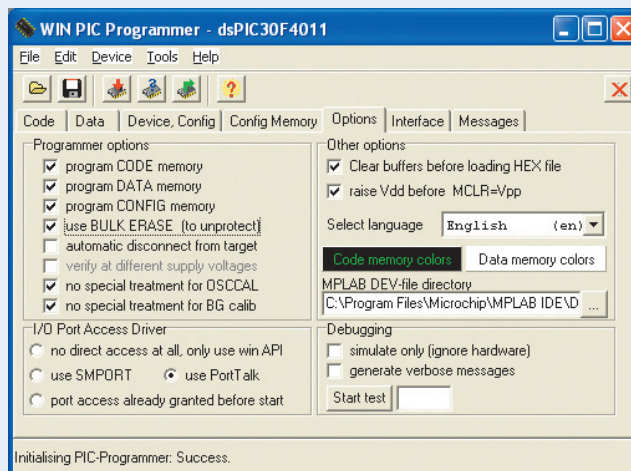 WIN PIC Programmer - dsPIC30F4011
File Edit Device Tools Help
Code Data Device, Config Config Memory Options Interface Messages
Programmer options
program CODE memory
program DATA memory
program CONFIG memory
use BULK ERASE (to unprotect)
automatic disconnect from target
verify at different supply voltages
no special treatment for OSCCAL
no special treatment for BG calib
Other options
Clear buffers before loading HEX file
raise Vdd before MCLR=Vpp
Select language English (en)
Code memory colors Data memory colors
MPLAB DEV-file directory
C:\Program Files\Microchip\MPLAB IDE\D ...
I/O Port Access Driver
no direct access at all, only use win API
use SMPORT use PortTalk
port access already granted before start
Debugging
simulate only (ignore hardware)
generate verbose messages
Start test
Initialising PIC-Programmer: Success.